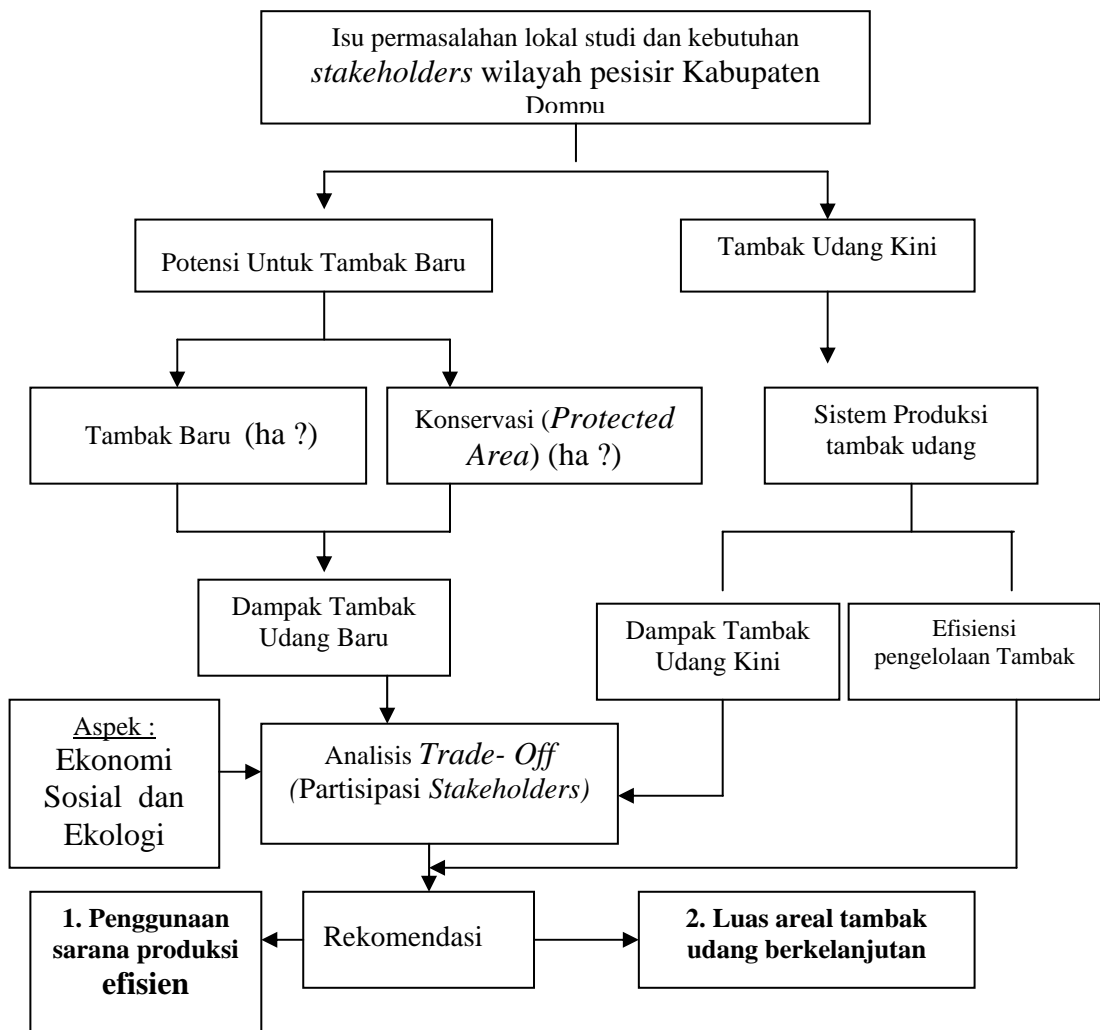 Isu permasalahan lokal studi dan kebutuhan
stakeholders wilayah pesisir Kabupaten
Dompu
Potensi Untuk Tambak Baru
Tambak Udang Kini
Tambak Baru (ha ?)
Konservasi (Protected
Area) (ha ?)
Sistem Produksi
tambak udang
Dampak Tambak
Udang Baru
Dampak Tambak
Udang Kini
Efisiensi
pengelolaan Tambak
Aspek :
Ekonomi
Sosial dan
Ekologi
Analisis Trade- Off
(Partisipasi Stakeholders)
1. Penggunaan
sarana produksi
efisien
Rekomendasi
2. Luas areal tambak
udang berkelanjutan